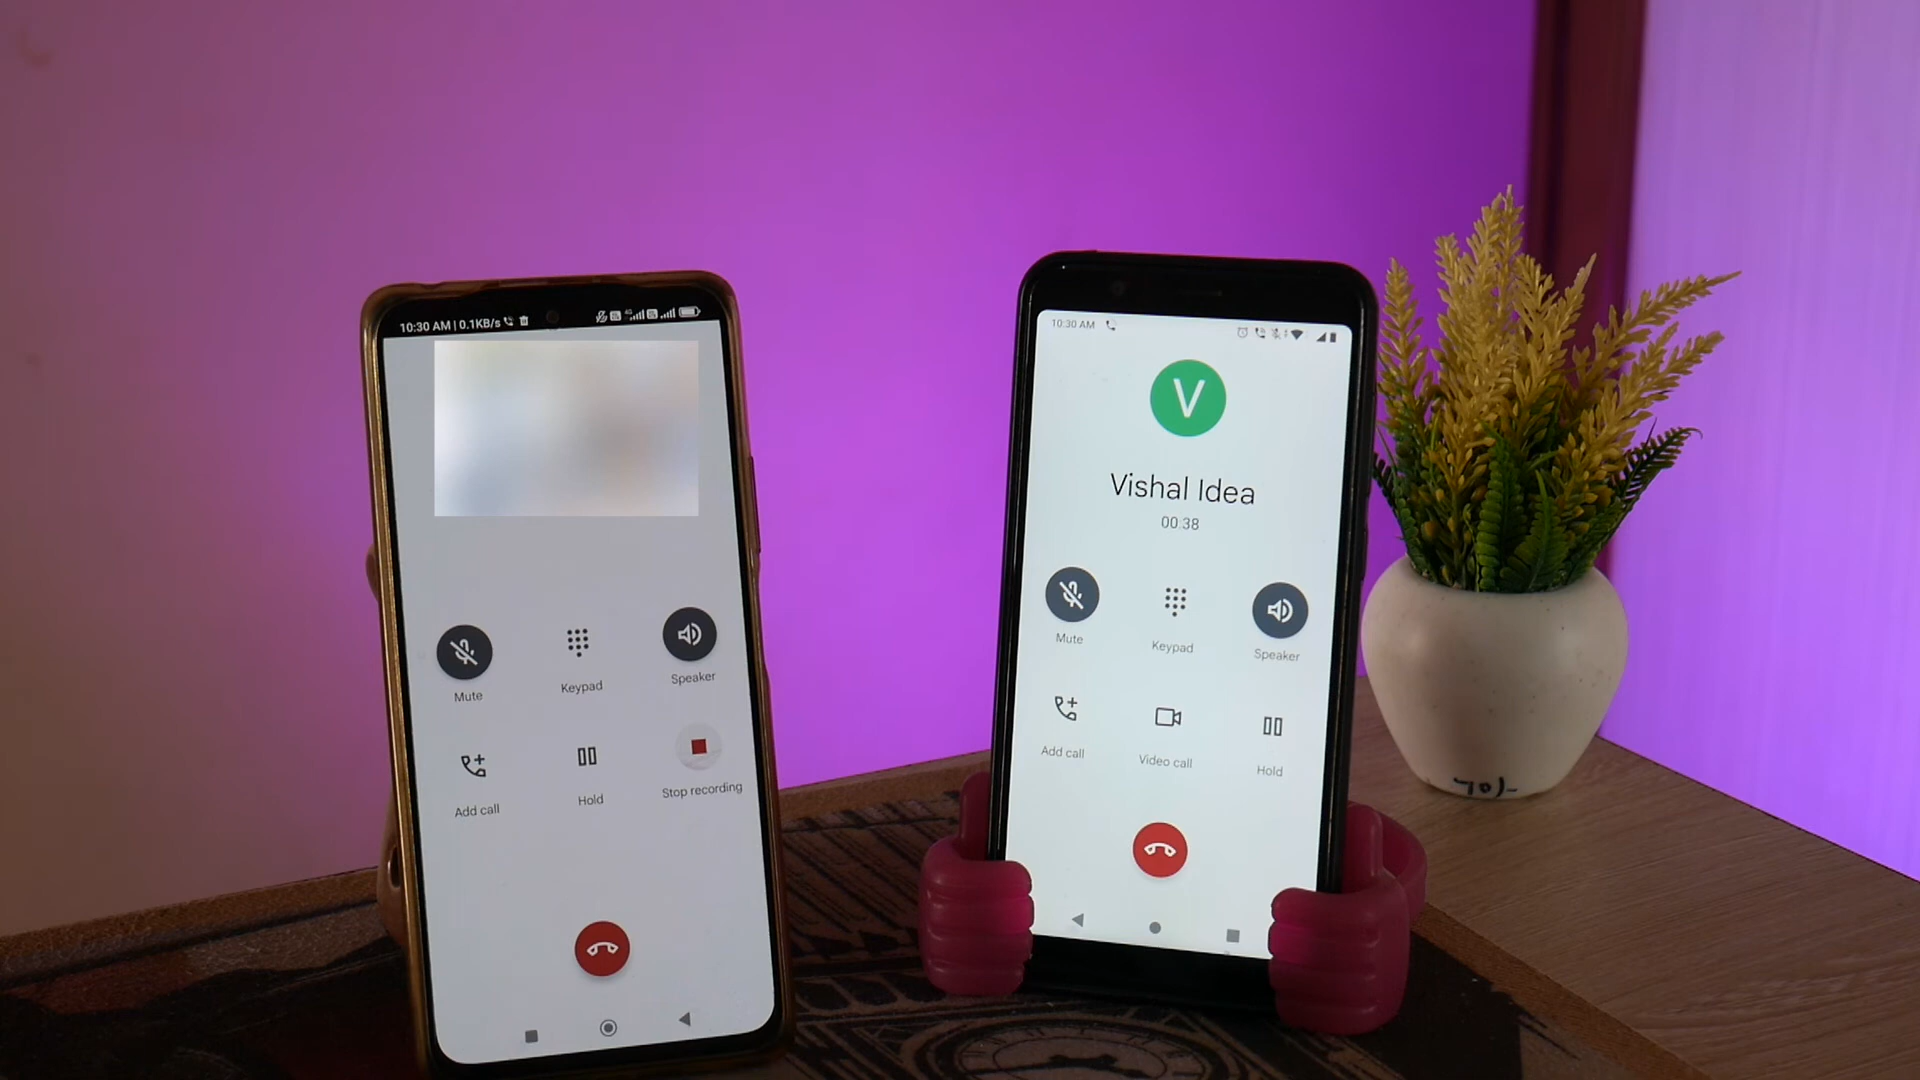 10:30 AM | 0.1KB/s
Mute
Keypad
Speaker
Add call
Hold
Stop recording
10:30 AM
V
Vishal Idea
00:38
Mute
Keypad
Speaker
Add call
Video call
Hold